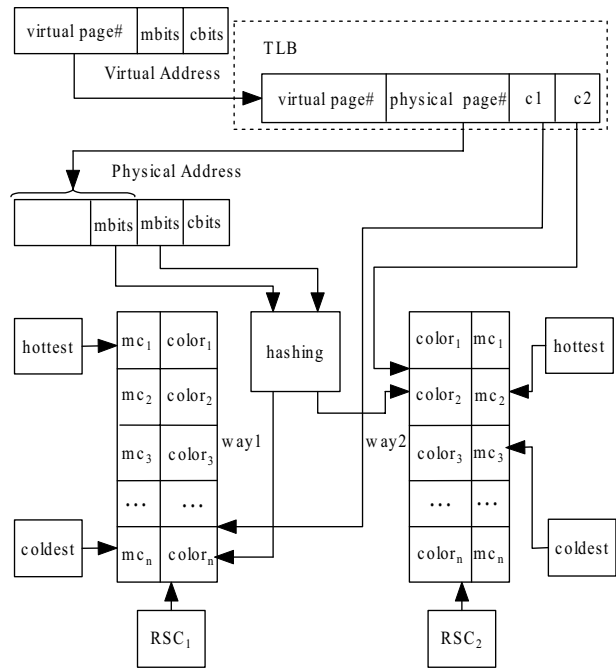 virtual page# mbits cbits
TLB
Virtual Address
virtual page# physical page# c1 c2
Physical Address
mbits mbits cbits
hottest
mc1 color1
hashing
color1 mc1
hottest
mc2 color2
color2 mc2
mc3 color3
way1
way2
color3 mc3
... ...
... ...
coldest
mcn colorn
colorn mcn
coldest
RSC1
RSC2